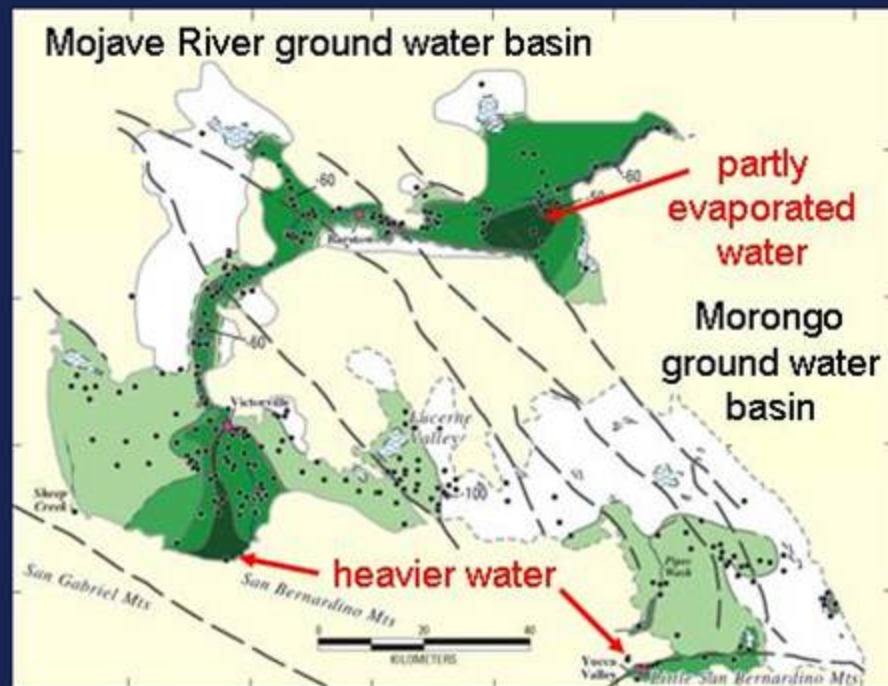 Mojave River ground water basin
partly
evaporated
water
-60
-60
Barstow
-60
Morongo
ground water
basin
Victorville
Lucerne
Valley
-100
Sheep
Creek
San Gabriel Mts
San Bernardino Mts
heavier water
Pipes
Wash
0 20 40
KILOMETERS
Yucca
Valley
Little San Bernardino Mts